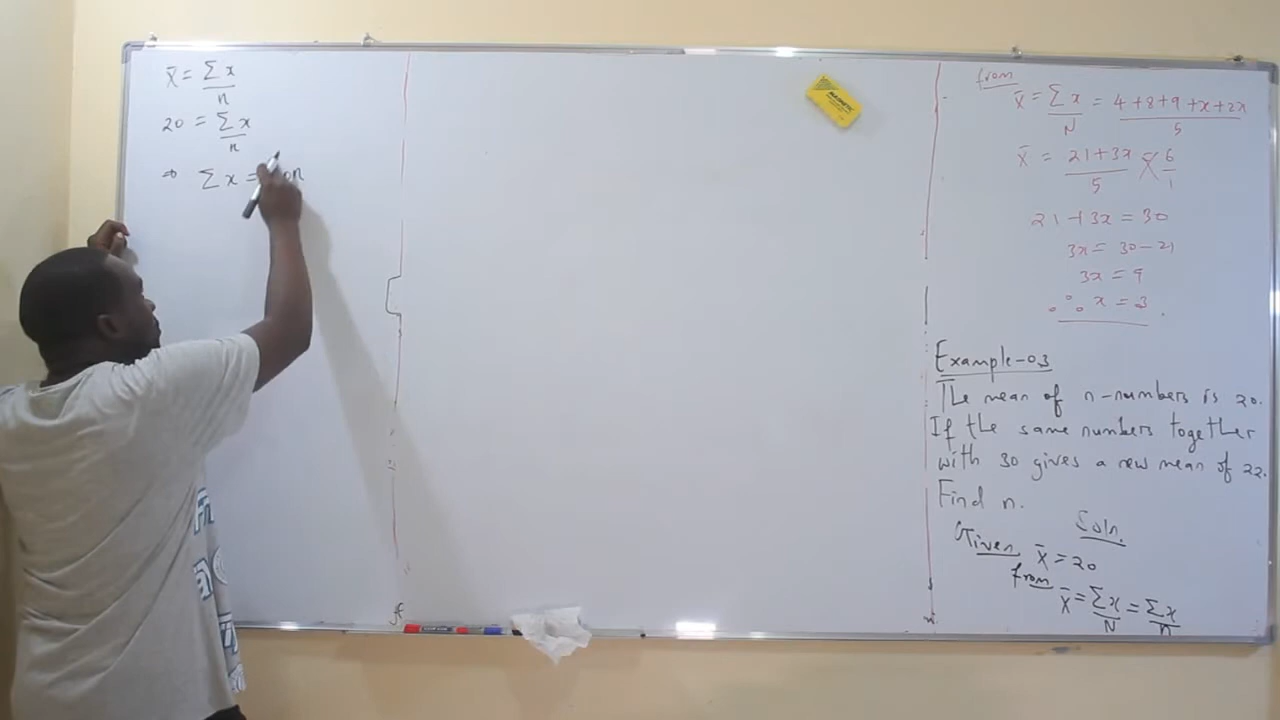 x̄ = Σx/n
20 = Σx/n
⇒ Σx = 20n
from
x̄ = Σx/N = 4+8+9+x+2x/5
x̄ = 21+3x/5 = 6/1
21+3x = 30
3x = 30-21
3x = 9
∴ x = 3.
Example-03
The mean of n-numbers is 20.
If the same numbers together
with 30 gives a new mean of 22.
Find n.
Soln.
Given x̄ = 20
from x̄ = Σx/N = Σx/n
MAGNETIC